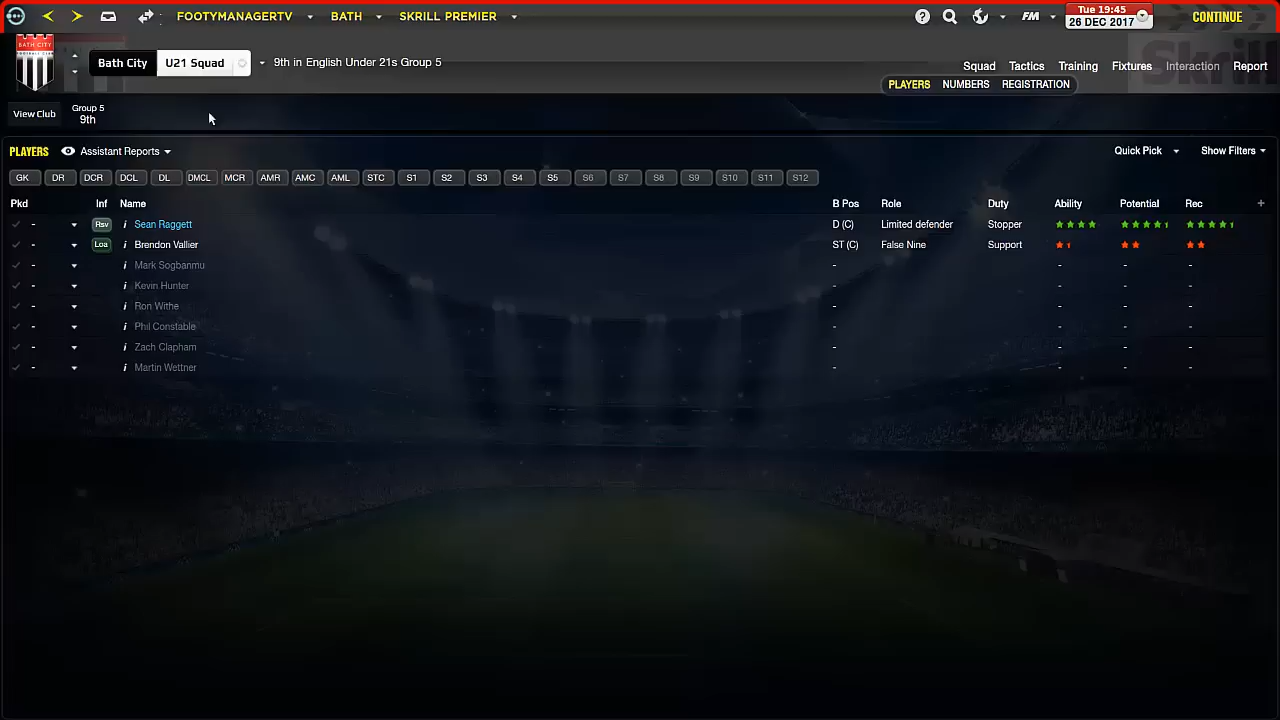 FOOTYMANAGERTV BATH SKRILL PREMIER FM Tue 19:45 26 DEC 2017 CONTINUE
BATH CITY
Bath City U21 Squad 9th in English Under 21s Group 5
Squad Tactics Training Fixtures Interaction Report
PLAYERS NUMBERS REGISTRATION
Skrill
View Club Group 5 9th
PLAYERS Assistant Reports Quick Pick Show Filters
GK DR DCR DCL DL DMCL MCR AMR AMC AML STC S1 S2 S3 S4 S5 S6 S7 S8 S9 S10 S11 S12
Pkd Inf Name B Pos Role Duty Ability Potential Rec +
- Rsv i Sean Raggett D (C) Limited defender Stopper
- Loa i Brendon Vallier ST (C) False Nine Support
- i Mark Sogbanmu - - - -
- i Kevin Hunter - - - -
- i Ron Withe - - - -
- i Phil Constable - - - -
- i Zach Clapham - - - -
- i Martin Wettner - - - -